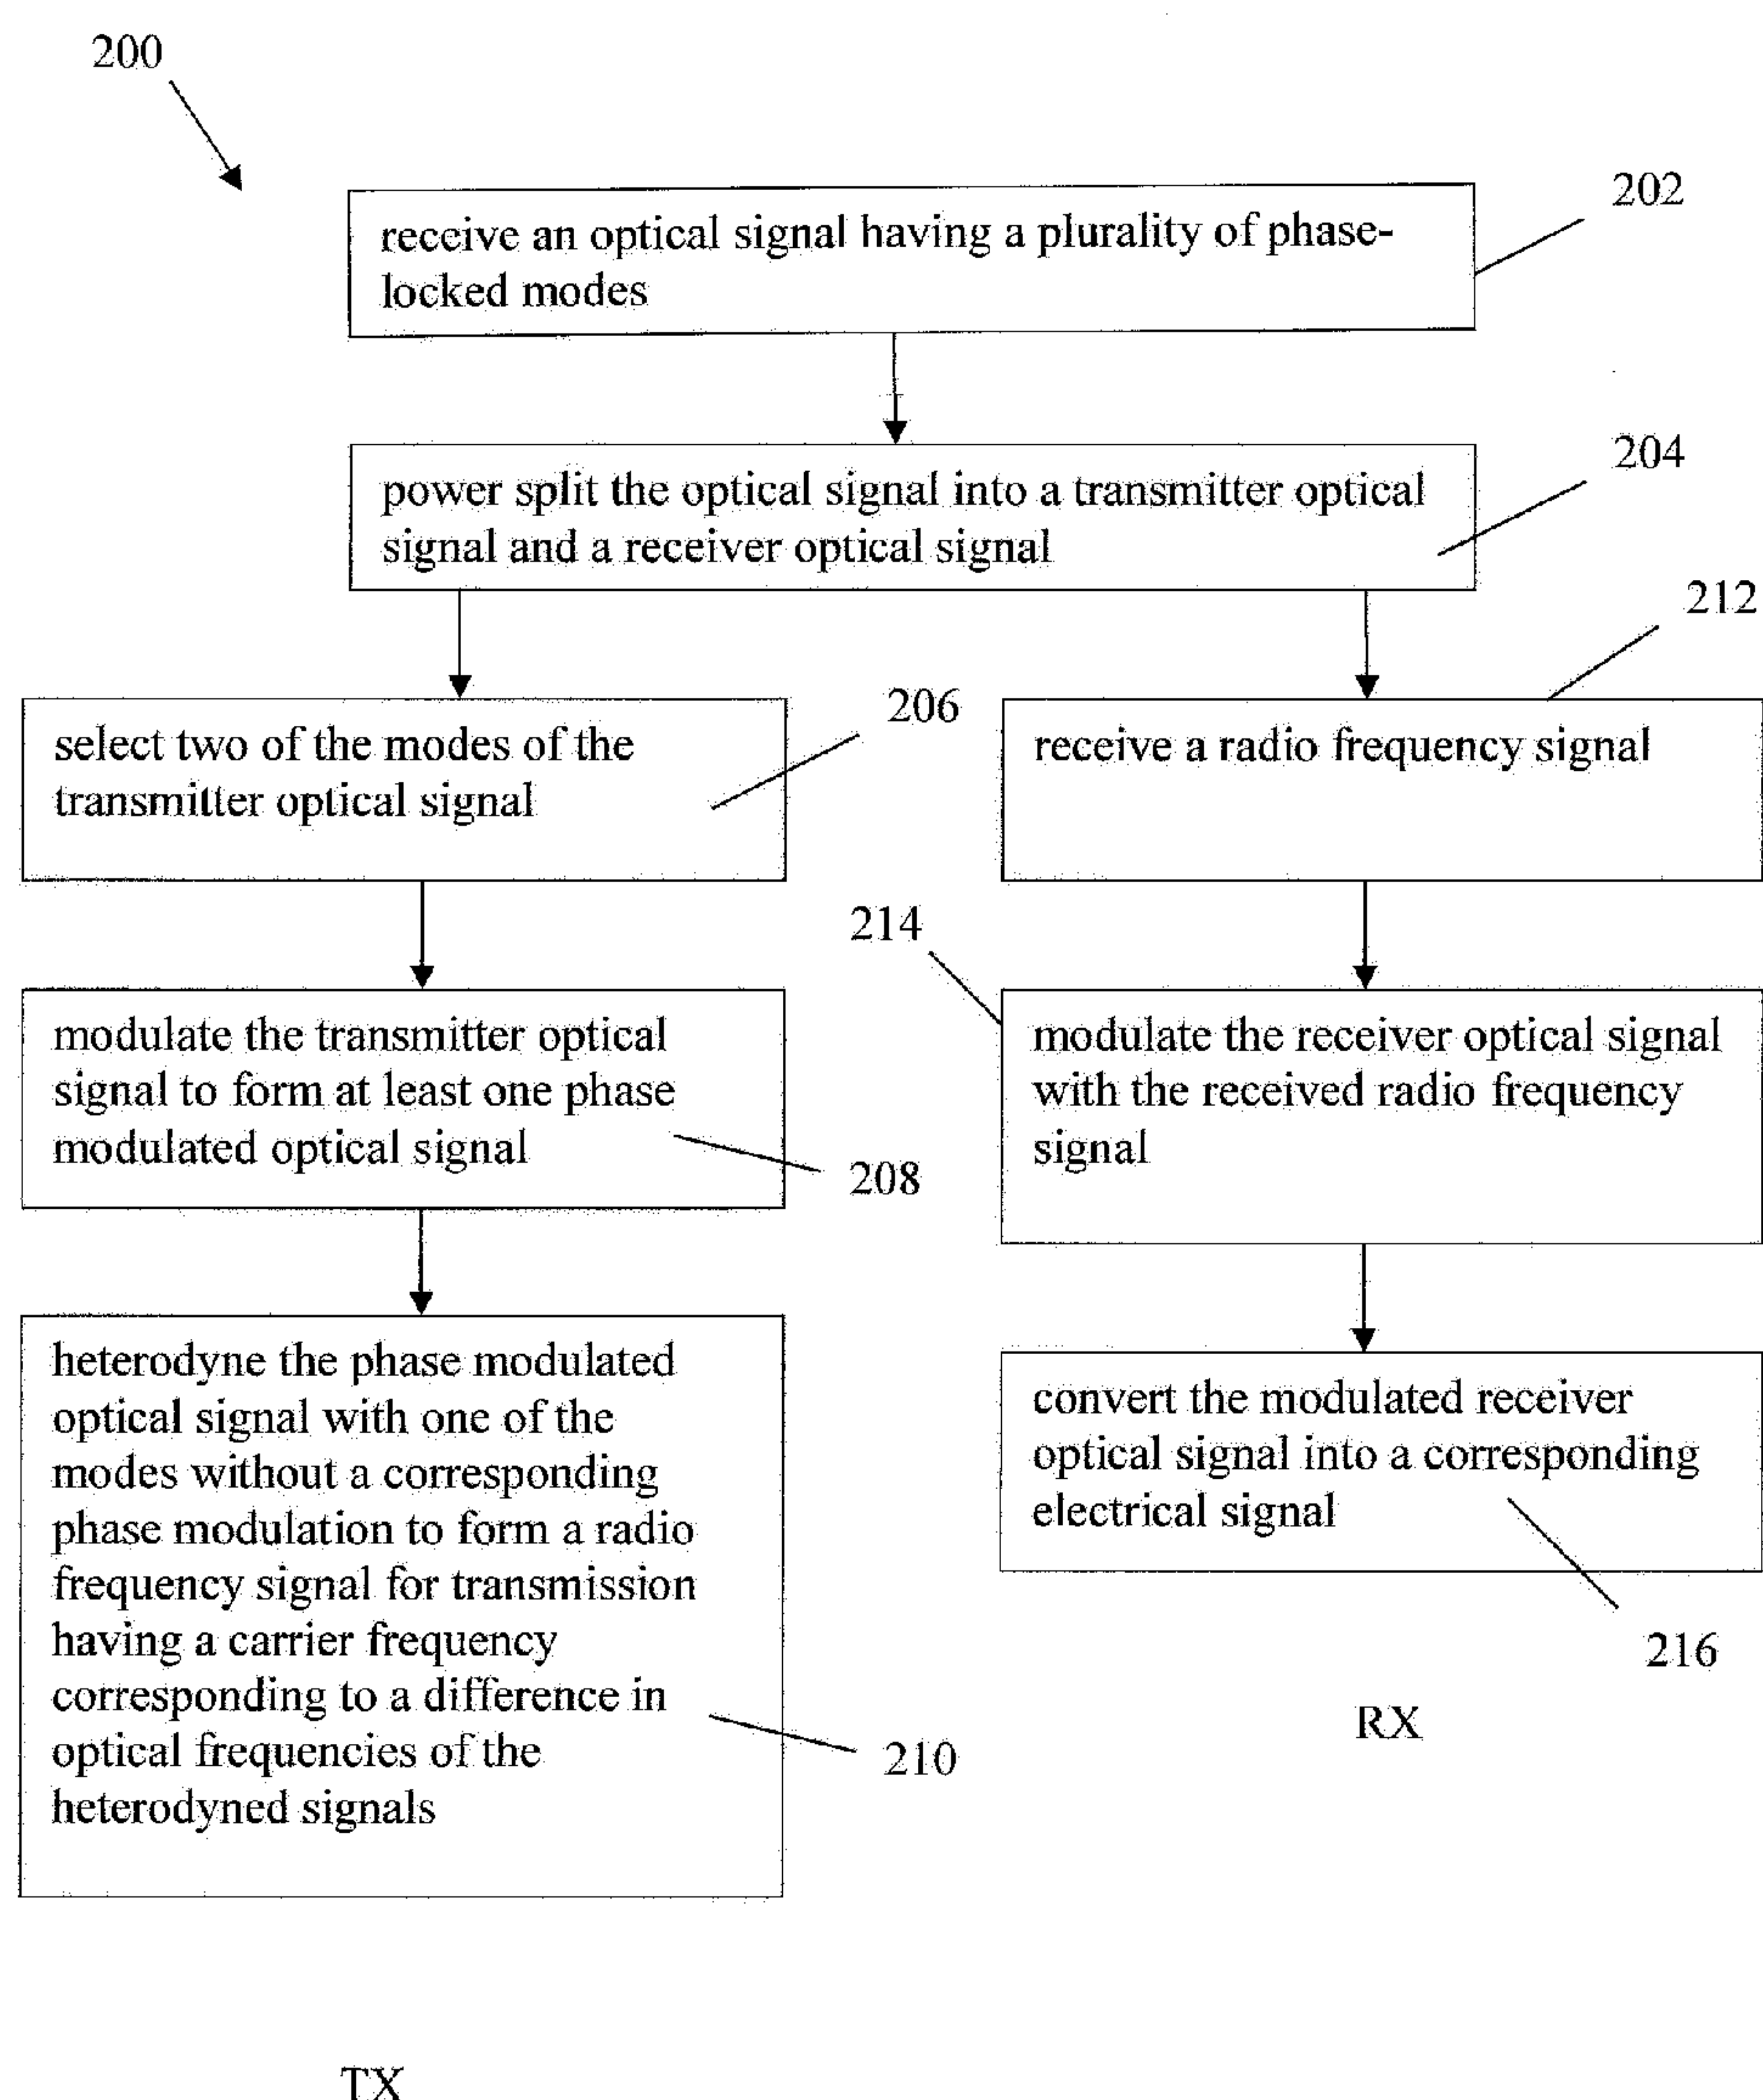 200
202
receive an optical signal having a plurality of phase-
locked modes
204
power split the optical signal into a transmitter optical
signal and a receiver optical signal
206
select two of the modes of the
transmitter optical signal
208
modulate the transmitter optical
signal to form at least one phase
modulated optical signal
210
heterodyne the phase modulated
optical signal with one of the
modes without a corresponding
phase modulation to form a radio
frequency signal for transmission
having a carrier frequency
corresponding to a difference in
optical frequencies of the
heterodyned signals
TX
212
receive a radio frequency signal
214
modulate the receiver optical signal
with the received radio frequency
signal
convert the modulated receiver
optical signal into a corresponding
electrical signal
216
RX